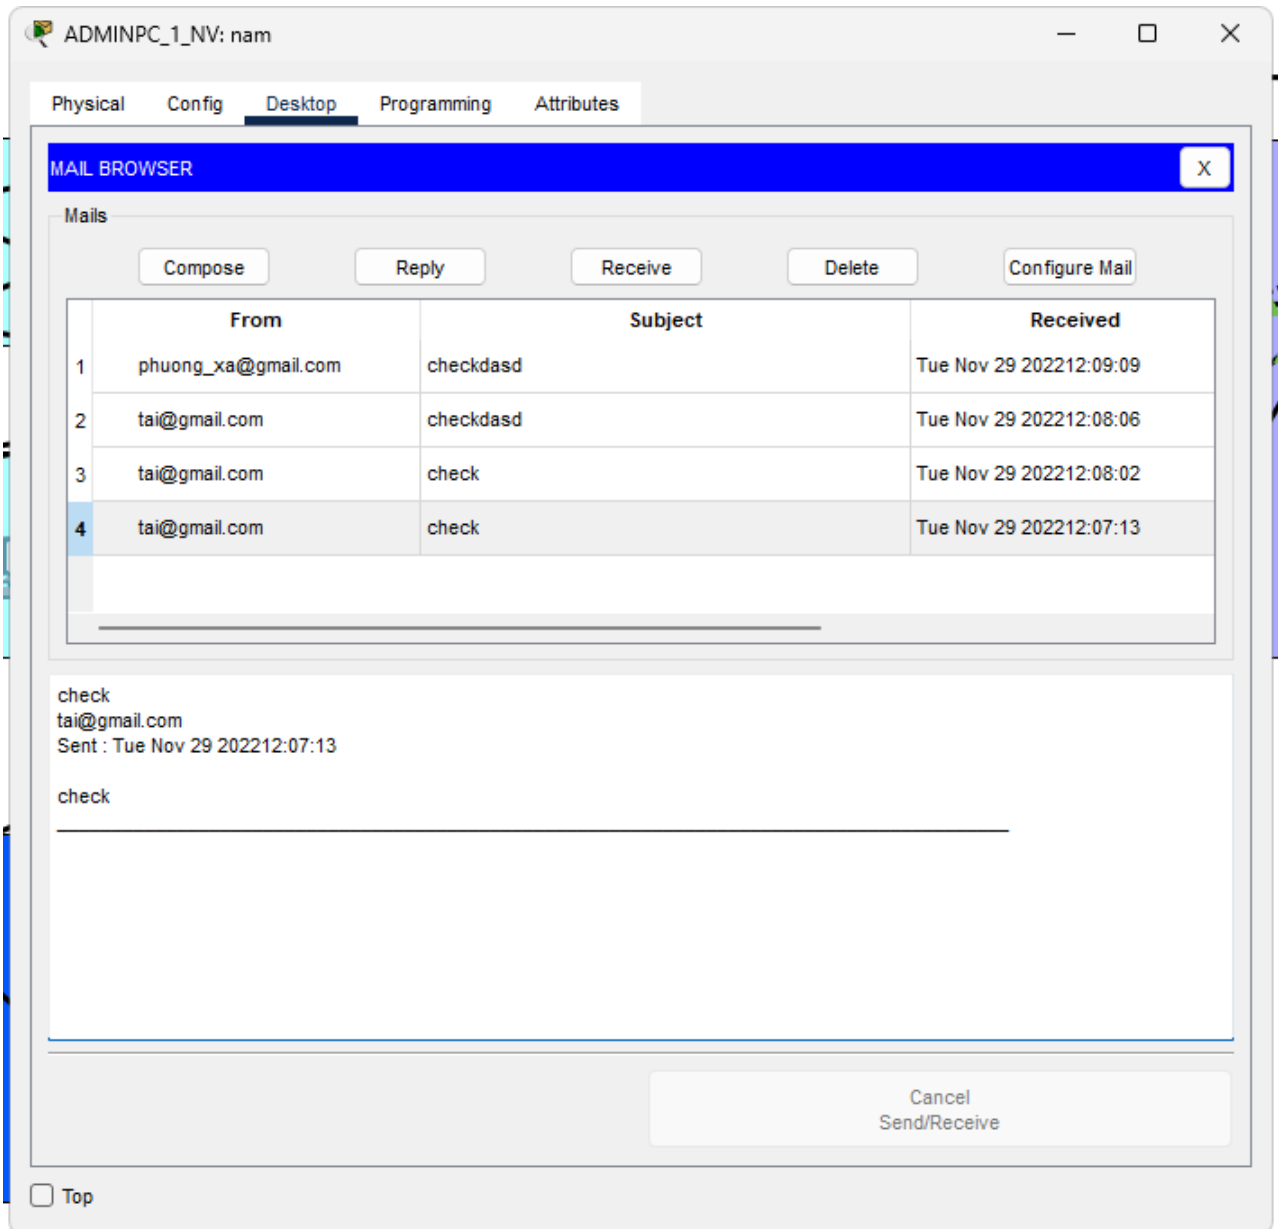 ADMINPC_1_NV: nam
Physical Config Desktop Programming Attributes
MAIL BROWSER X
Mails
Compose Reply Receive Delete Configure Mail
From Subject Received
1 phuong_xa@gmail.com checkdasd Tue Nov 29 202212:09:09
2 tai@gmail.com checkdasd Tue Nov 29 202212:08:06
3 tai@gmail.com check Tue Nov 29 202212:08:02
4 tai@gmail.com check Tue Nov 29 202212:07:13
check
tai@gmail.com
Sent : Tue Nov 29 202212:07:13
check
Cancel
Send/Receive
Top